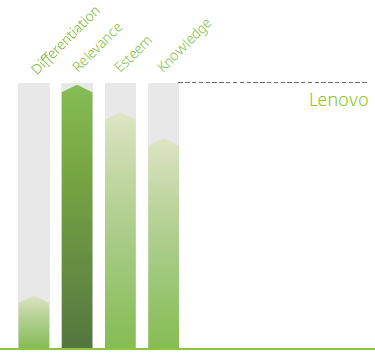 Differentiation
Relevance
Esteem
Knowledge
Lenovo